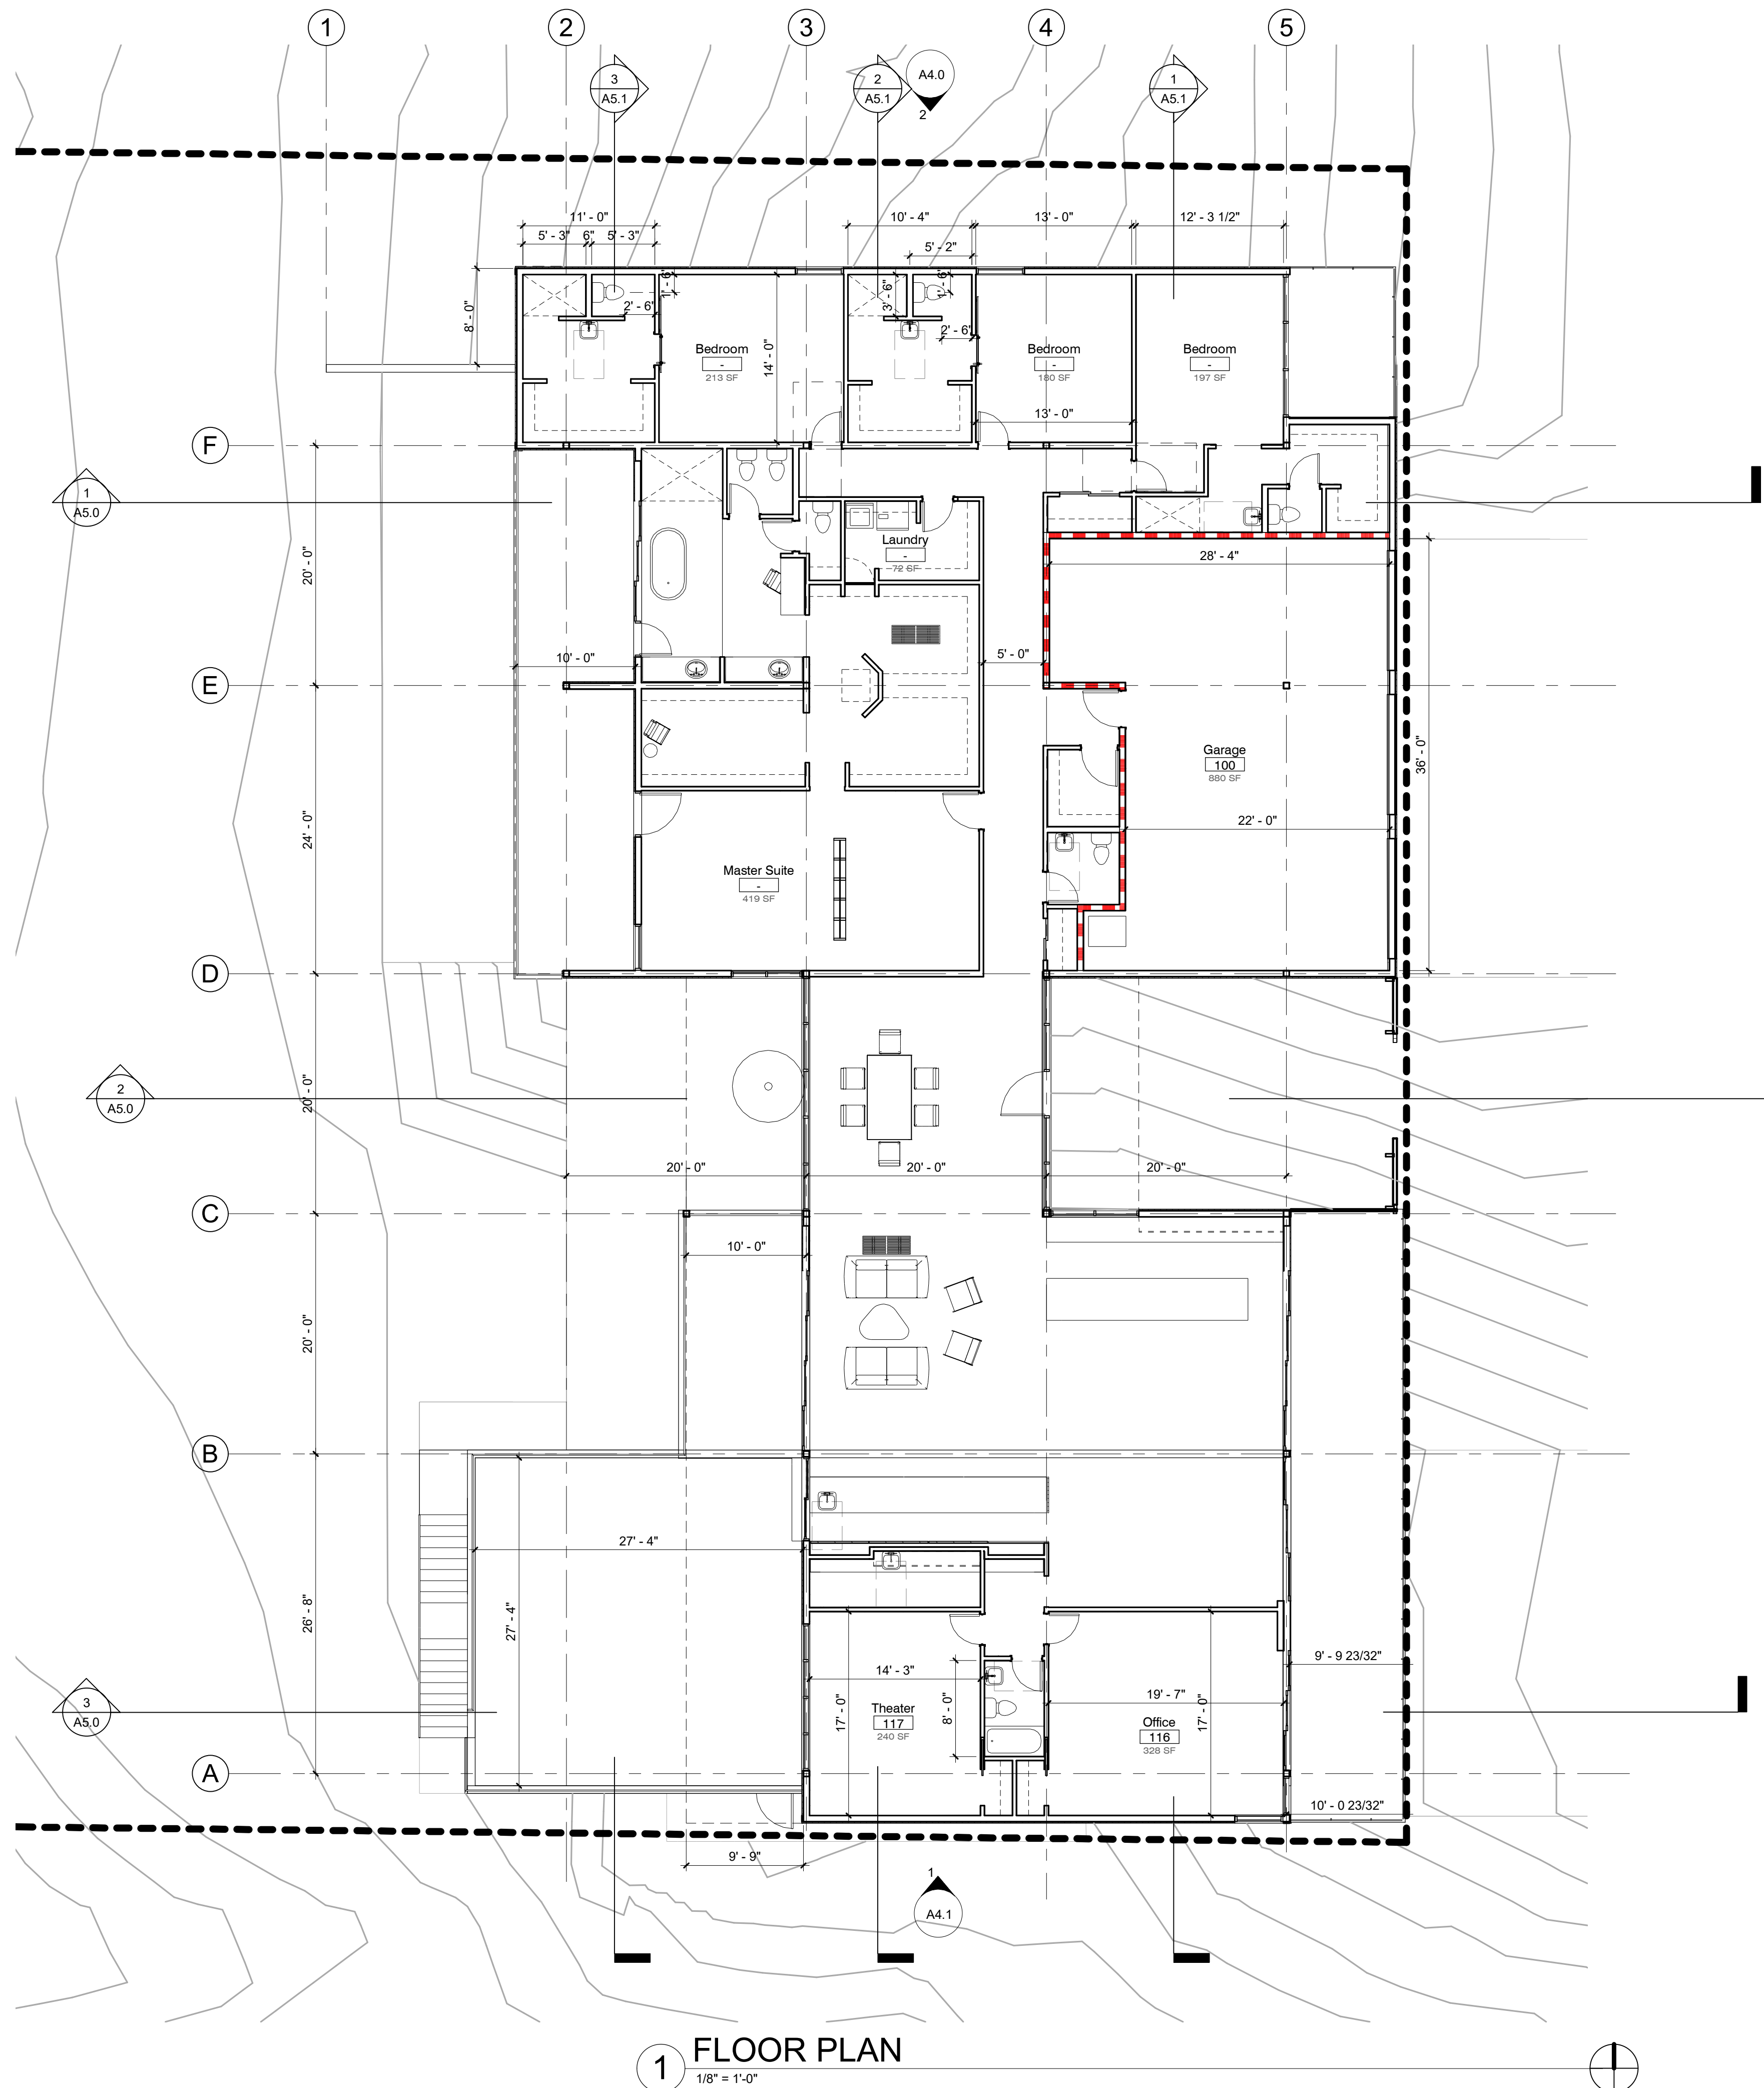 1
2
3
4
5
3
A5.1
2
A5.1
A4.0
2
1
A5.1
11' - 0"
5' - 3"
6"
5' - 3"
10' - 4"
13' - 0"
12' - 3 1/2"
5' - 2"
8' - 0"
1' - 6"
2' - 6"
14' - 0"
3' - 6"
1' - 6"
2' - 6"
Bedroom
-
213 SF
Bedroom
-
180 SF
Bedroom
-
197 SF
13' - 0"
F
1
A5.0
20' - 0"
Laundry
-
72 SF
28' - 4"
10' - 0"
5' - 0"
E
36' - 0"
Garage
100
880 SF
24' - 0"
22' - 0"
Master Suite
-
419 SF
D
2
A5.0
20' - 0"
20' - 0"
20' - 0"
20' - 0"
C
10' - 0"
20' - 0"
B
27' - 4"
27' - 4"
26' - 8"
9' - 9 23/32"
14' - 3"
17' - 0"
8' - 0"
19' - 7"
17' - 0"
Theater
117
240 SF
Office
116
328 SF
3
A5.0
A
10' - 0 23/32"
9' - 9"
1
A4.1
1
FLOOR PLAN
1/8" = 1'-0"